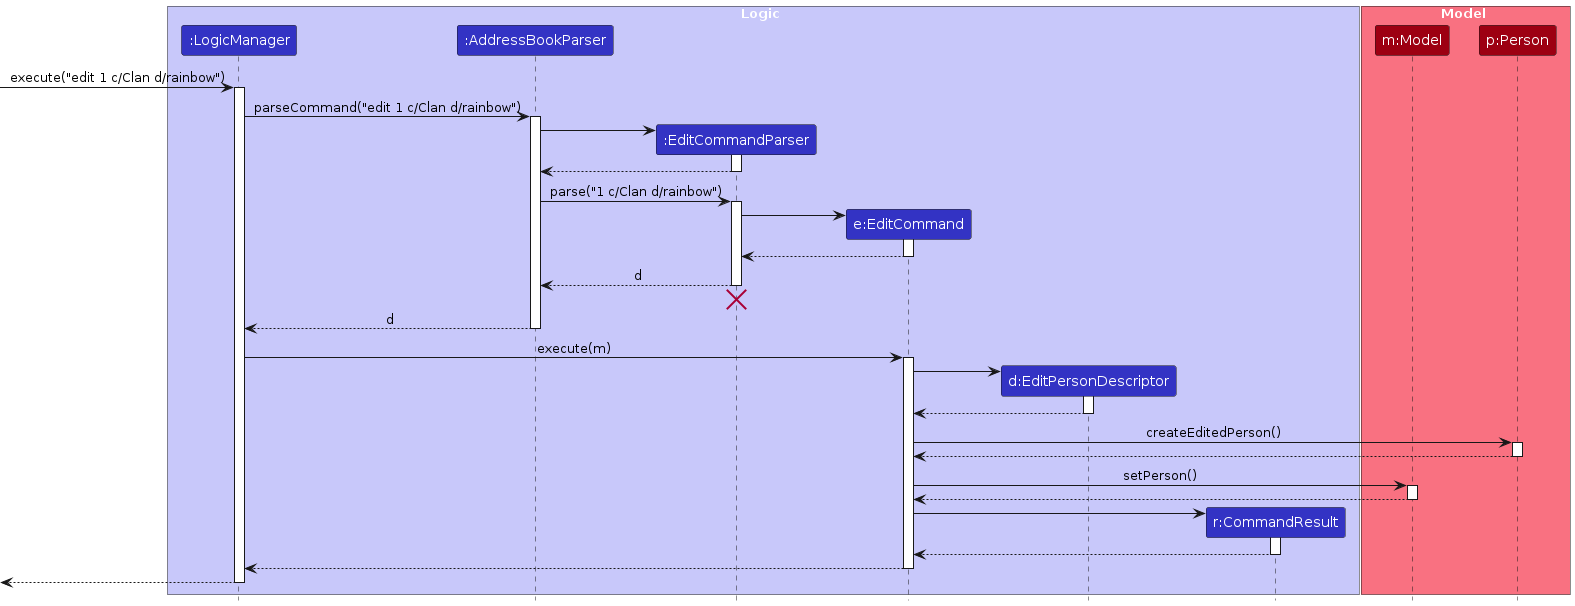 Logic
Model
:LogicManager
:AddressBookParser
m:Model
p:Person
execute("edit 1 c/Clan d/rainbow")
parseCommand("edit 1 c/Clan d/rainbow")
:EditCommandParser
parse("1 c/Clan d/rainbow")
e:EditCommand
d
d
execute(m)
d:EditPersonDescriptor
createEditedPerson()
setPerson()
r:CommandResult